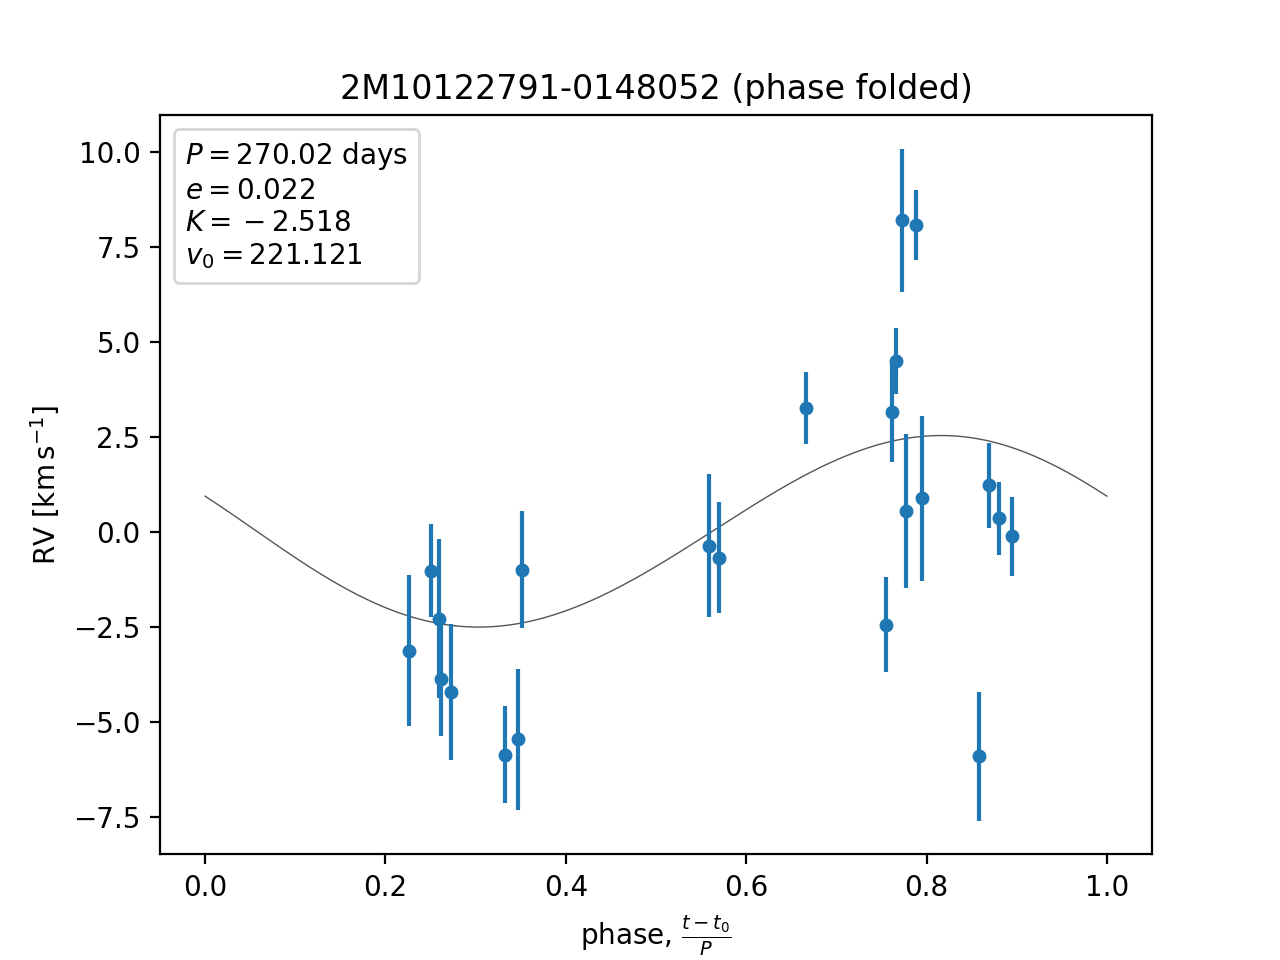 2M10122791-0148052 (phase folded)
P = 270.02 days
e = 0.022
K = − 2.518
v₀ = 221.121
10.0
7.5
5.0
2.5
0.0
−2.5
−5.0
−7.5
RV [km s⁻¹]
0.0 0.2 0.4 0.6 0.8 1.0
phase, (t − t₀)/P